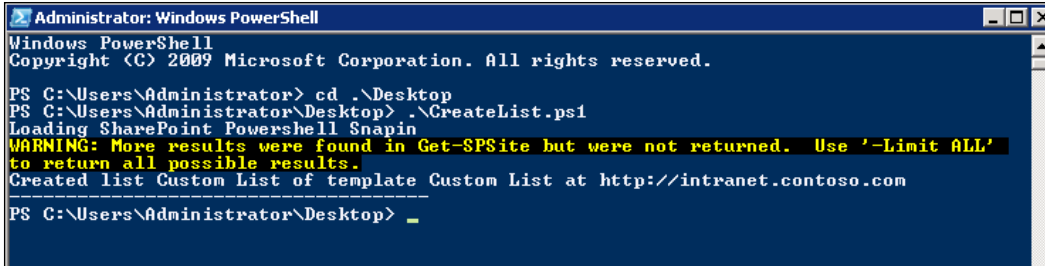 Administrator: Windows PowerShell
Windows PowerShell
Copyright (C) 2009 Microsoft Corporation. All rights reserved.
PS C:\Users\Administrator> cd .\Desktop
PS C:\Users\Administrator\Desktop> .\CreateList.ps1
Loading SharePoint Powershell Snapin
WARNING: More results were found in Get-SPSite but were not returned.  Use '-Limit ALL'
to return all possible results.
Created list Custom List of template Custom List at http://intranet.contoso.com
-------------------------------------
PS C:\Users\Administrator\Desktop> _